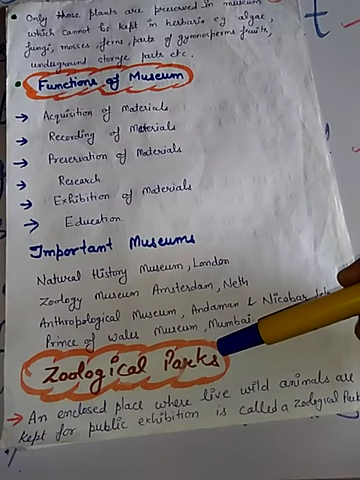 • Only those plants are preserved in museum
which cannot be kept in herbaria eg algae,
fungi, mosses, ferns, parts of gymnosperms fruits,
underground storage parts etc.
• Functions of Museum
→ Acquisition of Materials
→ Recording of Materials
→ Preservation of Materials
→ Research
→ Exhibition of Materials
→ Education
Important Museums
Natural History Museum, London
Zoology Museum Amsterdam, Neth
Anthropological Museum, Andaman & Nicobar
Prince of Wales Museum, Mumbai
Zoological Parks
→ An enclosed place where live wild animals are
kept for public exhibition is called a Zoological Park